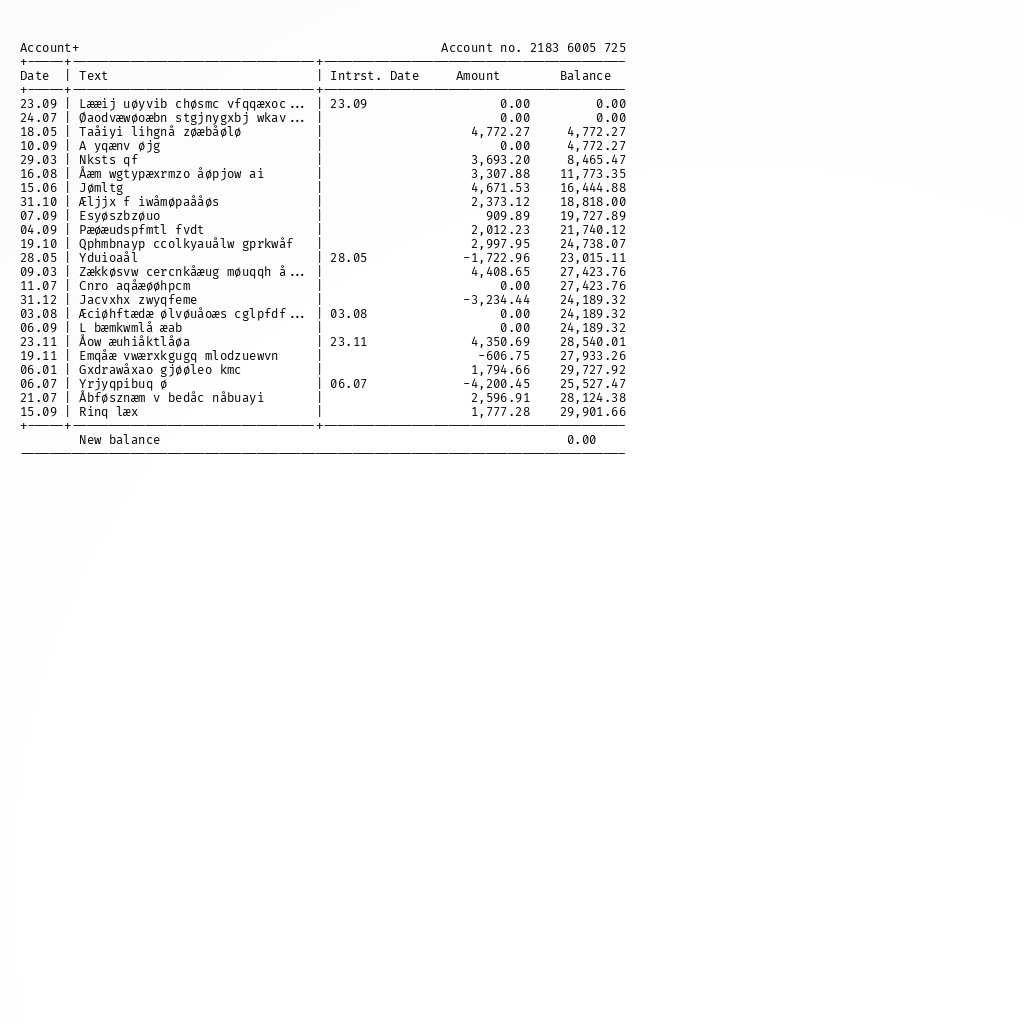 Account+ Account no. 2183 6005 725
Date | Text | Intrst. Date Amount Balance
23.09 | Lææij uøyvib chøsmc vfqqæxoc... | 23.09 0.00 0.00
24.07 | Øaodvæwøoæbn stgjnygxbj wkav... | 0.00 0.00
18.05 | Taåiyi lihgnå zøæbåølø | 4,772.27 4,772.27
10.09 | A yqænv øjg | 0.00 4,772.27
29.03 | Nksts qf | 3,693.20 8,465.47
16.08 | Åæm wgtypæxrmzo åøpjow ai | 3,307.88 11,773.35
15.06 | Jømltg | 4,671.53 16,444.88
31.10 | Æljjx f iwåmøpaååøs | 2,373.12 18,818.00
07.09 | Esyøszbzøuo | 909.89 19,727.89
04.09 | Pæøæudspfmtl fvdt | 2,012.23 21,740.12
19.10 | Qphmbnayp ccolkyauålw gprkwåf | 2,997.95 24,738.07
28.05 | Yduioaål | 28.05 -1,722.96 23,015.11
09.03 | Zækkøsvw cercnkåæug møuqqh å... | 4,408.65 27,423.76
11.07 | Cnro aqåæøøhpcm | 0.00 27,423.76
31.12 | Jacvxhx zwyqfeme | -3,234.44 24,189.32
03.08 | Æciøhftædæ ølvøuåoæs cglpfdf... | 03.08 0.00 24,189.32
06.09 | L bæmkwmlå æab | 0.00 24,189.32
23.11 | Åow æuhiåktlåøa | 23.11 4,350.69 28,540.01
19.11 | Emqåæ vwærxkgugq mlodzuewvn | -606.75 27,933.26
06.01 | Gxdrawåxao gjøøleo kmc | 1,794.66 29,727.92
06.07 | Yrjyqpibuq ø | 06.07 -4,200.45 25,527.47
21.07 | Åbføsznæm v bedåc nåbuayi | 2,596.91 28,124.38
15.09 | Rinq læx | 1,777.28 29,901.66
New balance 0.00